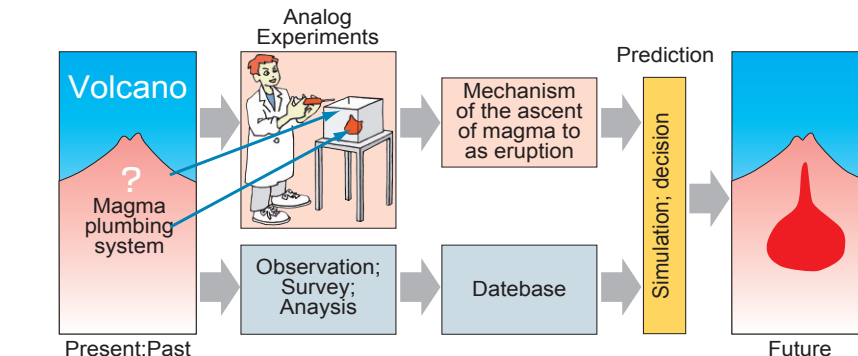 Analog
Experiments
Volcano
?
Magma
plumbing
system
Present;Past
Mechanism
of the ascent
of magma to
as eruption
Prediction
Simulation; decision
Observation;
Survey;
Anaysis
Datebase
Future